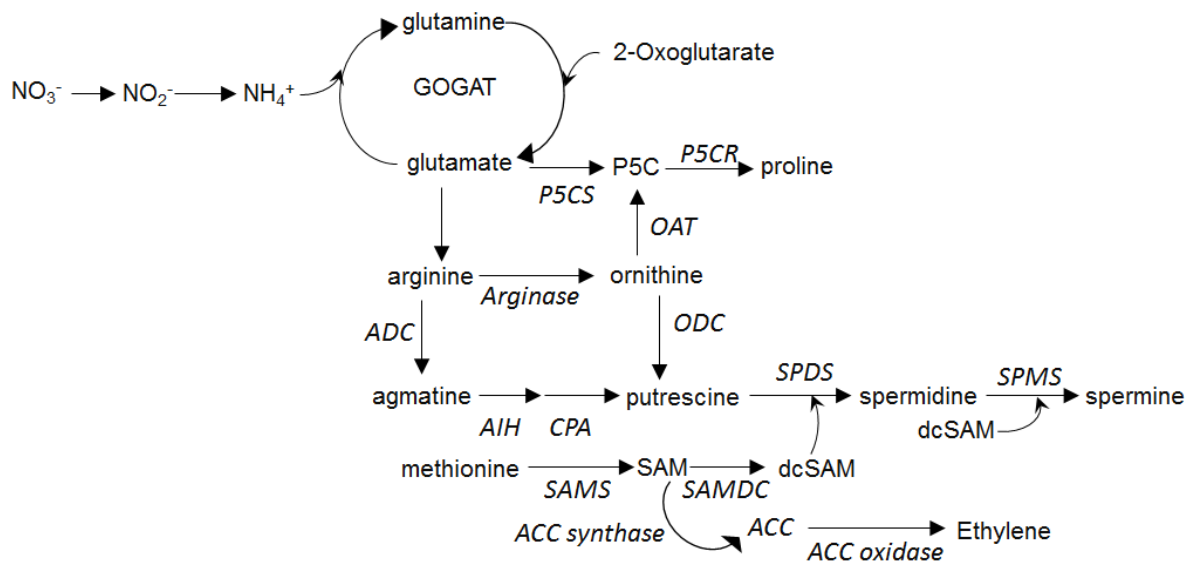 glutamine
2-Oxoglutarate
GOGAT
NO₃⁻ NO₂⁻ NH₄⁺
glutamate P5C P5CR proline
P5CS
OAT
arginine ornithine
Arginase
ADC ODC
SPDS SPMS
agmatine putrescine spermidine spermine
AIH CPA dcSAM
methionine SAM dcSAM
SAMS SAMDC
ACC synthase ACC Ethylene
ACC oxidase